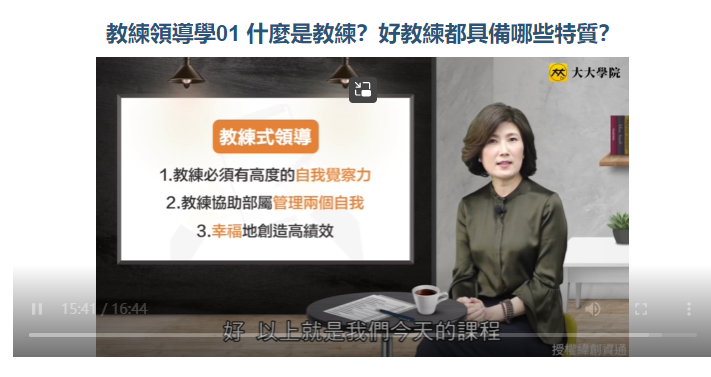 教練領導學01 什麼是教練？好教練都具備哪些特質？
大大學院
教練式領導
1.教練必須有高度的自我覺察力
2.教練協助部屬管理兩個自我
3.幸福地創造高績效
15:41 / 16:44
好 以上就是我們今天的課程
授權緯創資通